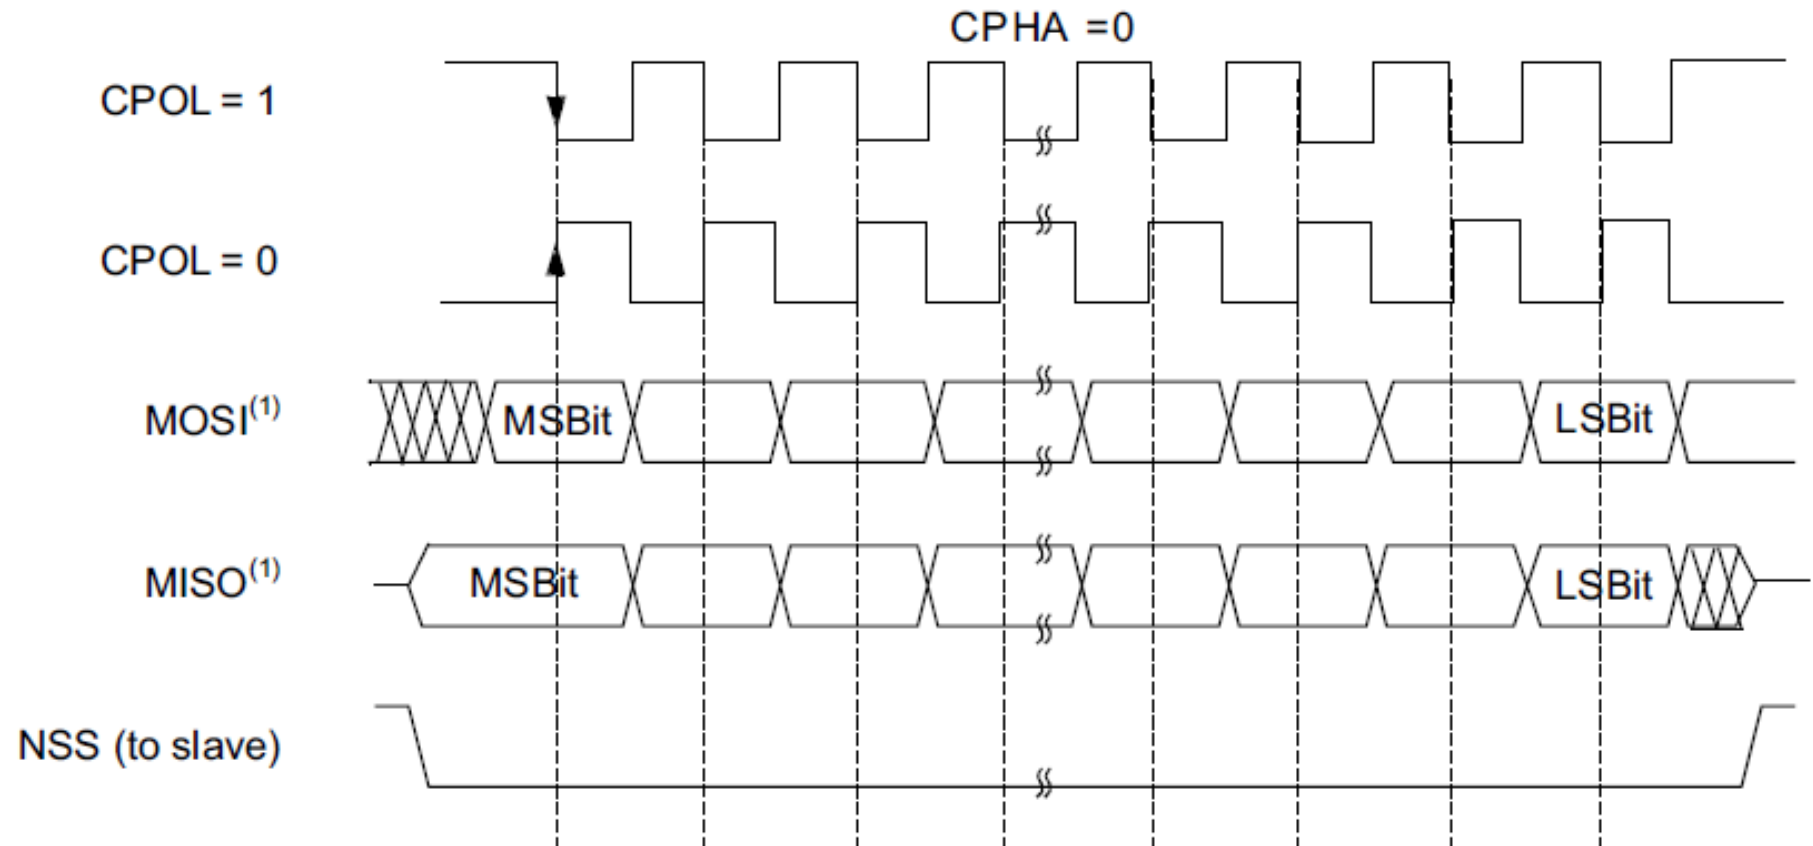 CPHA =0
CPOL = 1
CPOL = 0
MOSI(1) MSBit LSBit
MISO(1) MSBit LSBit
NSS (to slave)